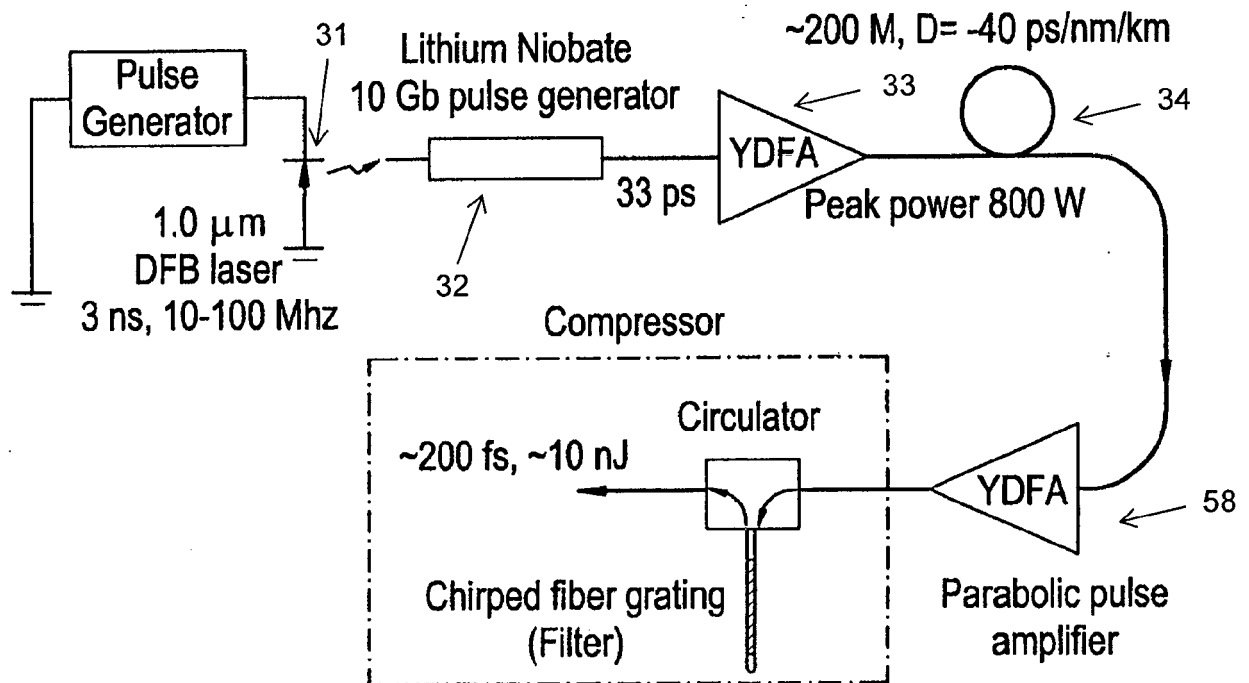 31
Lithium Niobate
10 Gb pulse generator
~200 M, D= -40 ps/nm/km
Pulse
Generator
33
34
YDFA
33 ps
Peak power 800 W
1.0 μm
DFB laser
3 ns, 10-100 Mhz
32
Compressor
Circulator
~200 fs, ~10 nJ
YDFA
58
Chirped fiber grating
(Filter)
Parabolic pulse
amplifier